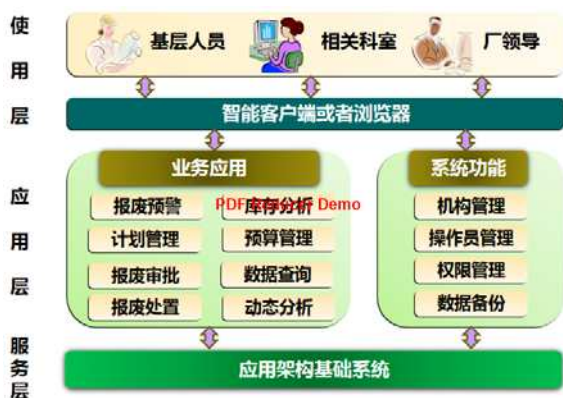 使用层
基层人员
相关科室
厂领导
智能客户端或者浏览器
应用层
业务应用
系统功能
报废预警
库存分析
机构管理
计划管理
预算管理
操作员管理
报废审批
数据查询
权限管理
报废处置
动态分析
数据备份
服务层
应用架构基础系统